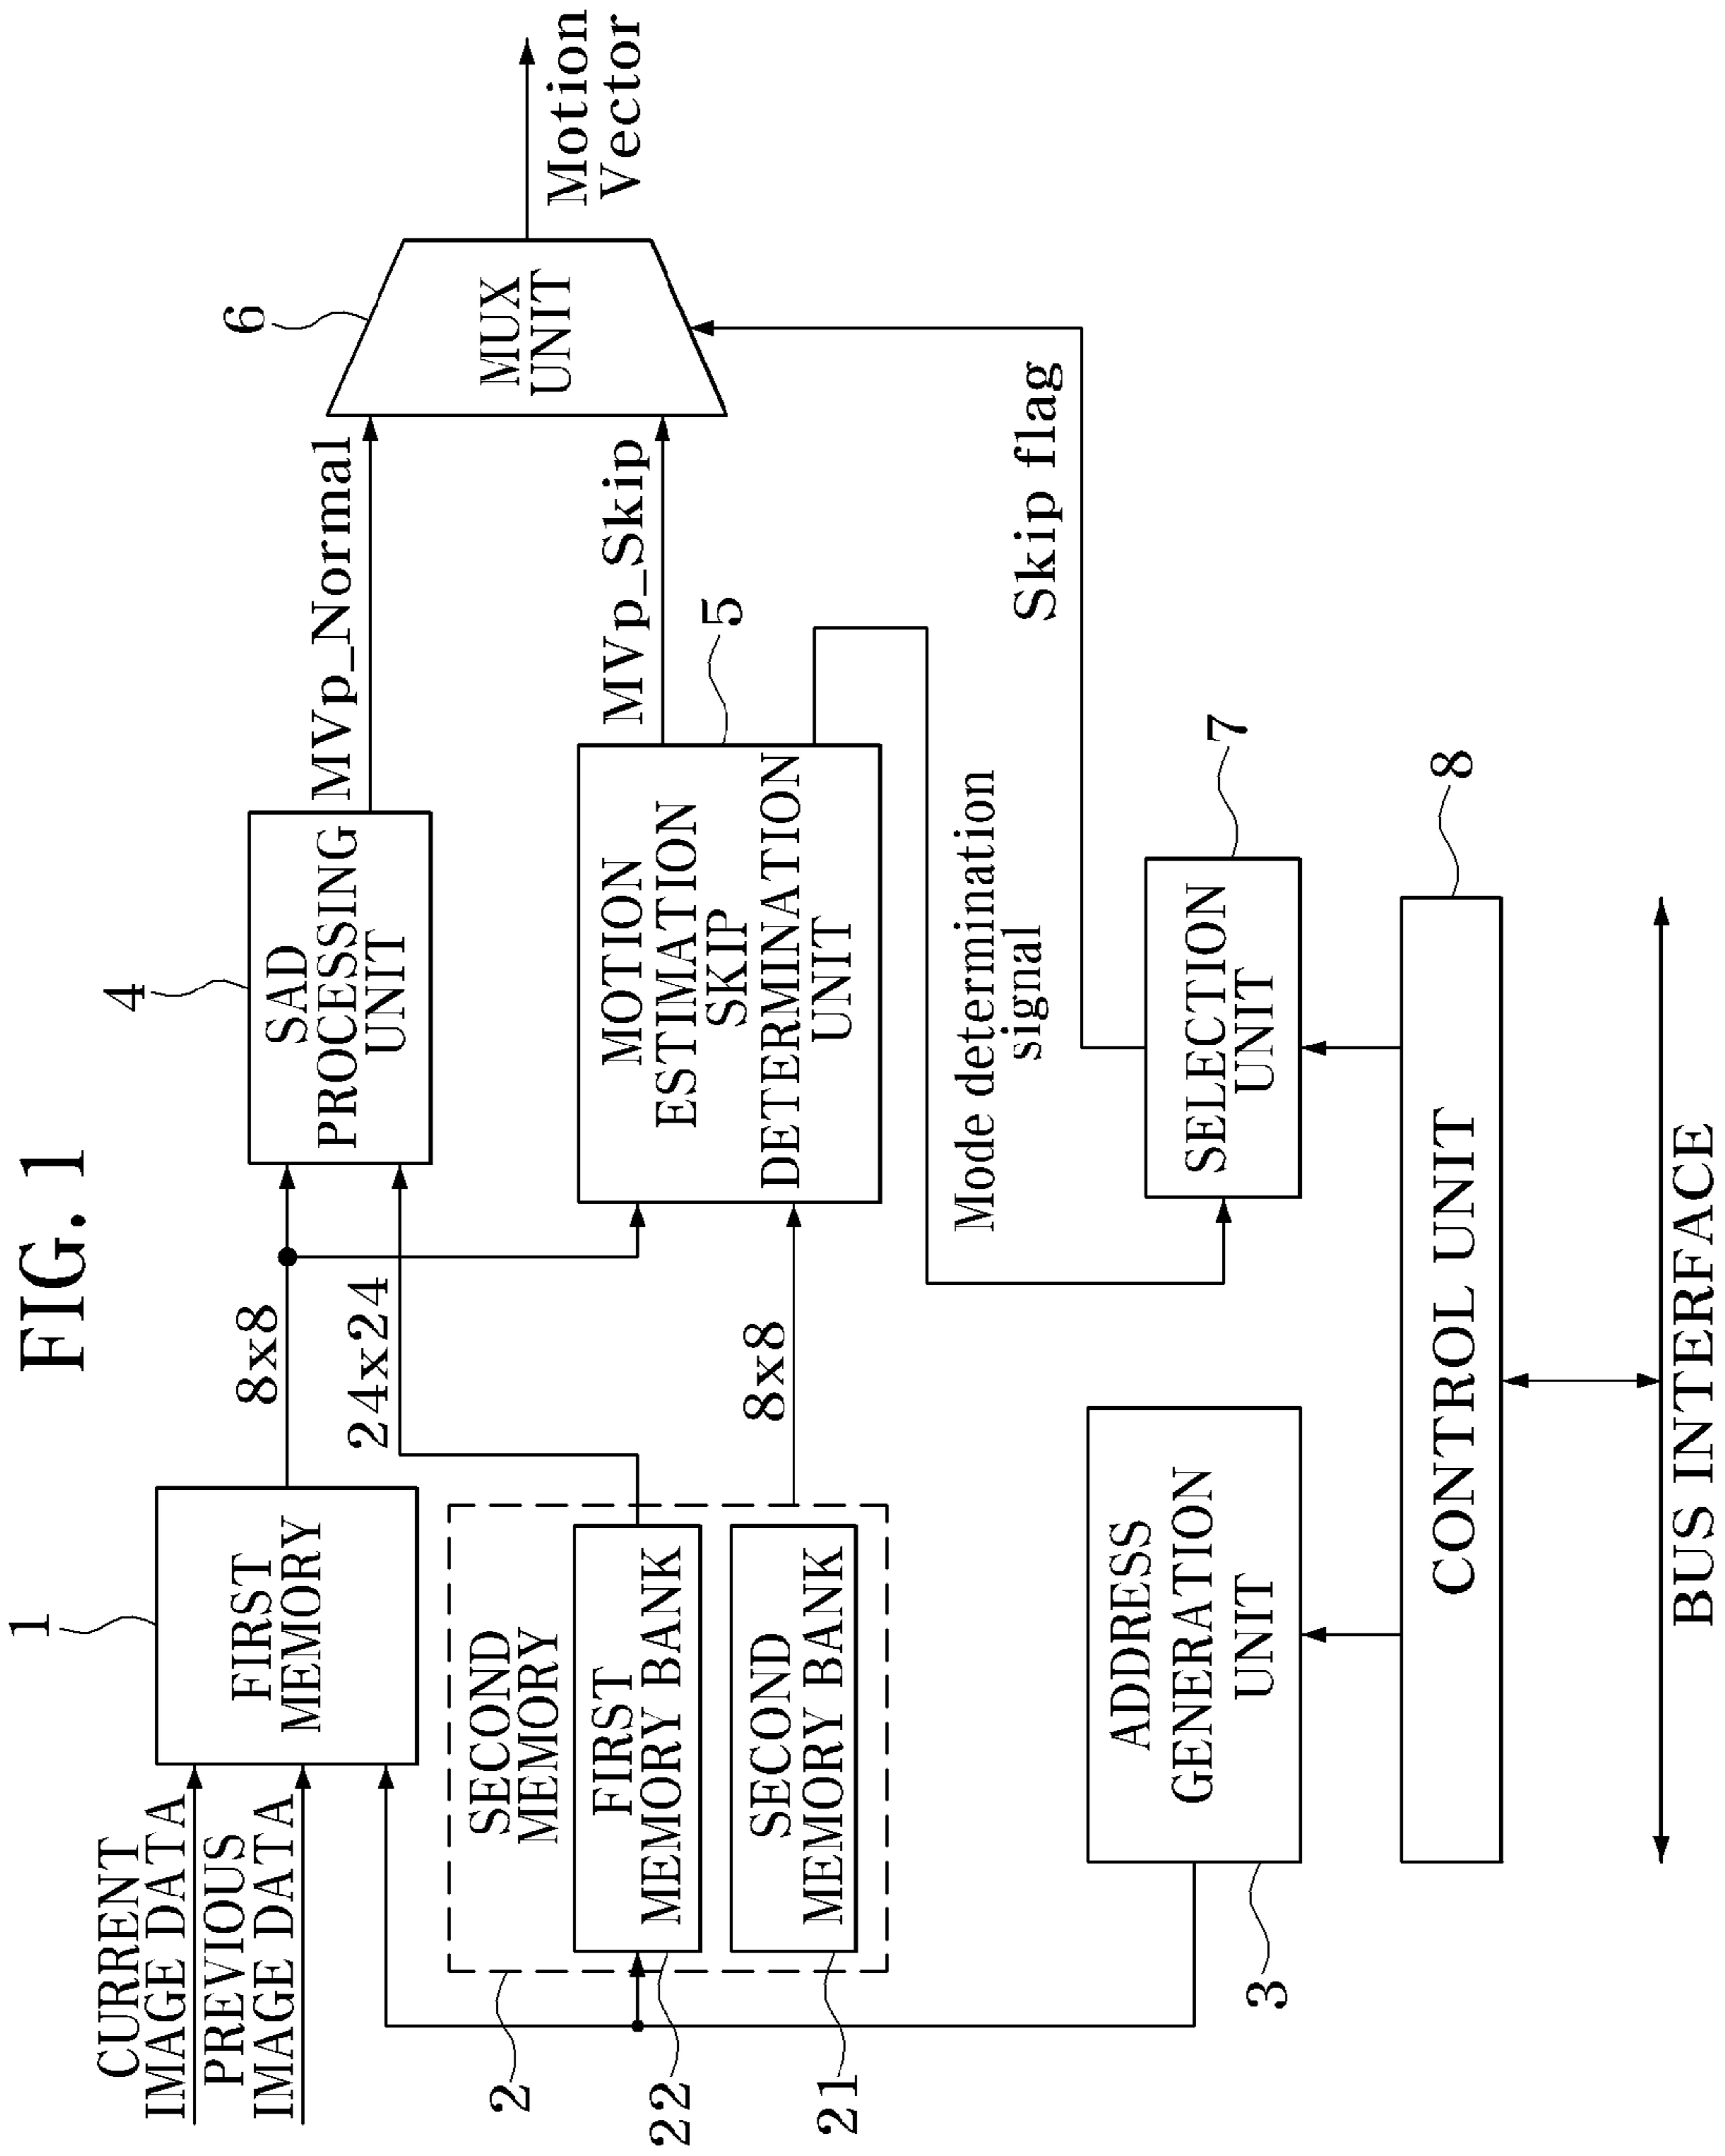 FIG. 1
CURRENT
IMAGE DATA
PREVIOUS
IMAGE DATA
1
FIRST
MEMORY
8x8
24x24
4
SAD
PROCESSING
UNIT
MVp_Normal
6
MUX
UNIT
Motion
Vector
2
SECOND
MEMORY
22
FIRST
MEMORY BANK
21
SECOND
MEMORY BANK
8x8
MOTION
ESTIMATION
SKIP
DETERMINATION
UNIT
5
MVp_Skip
Mode determination
signal
Skip flag
3
ADDRESS
GENERATION
UNIT
SELECTION
UNIT
7
CONTROL UNIT
8
BUS INTERFACE